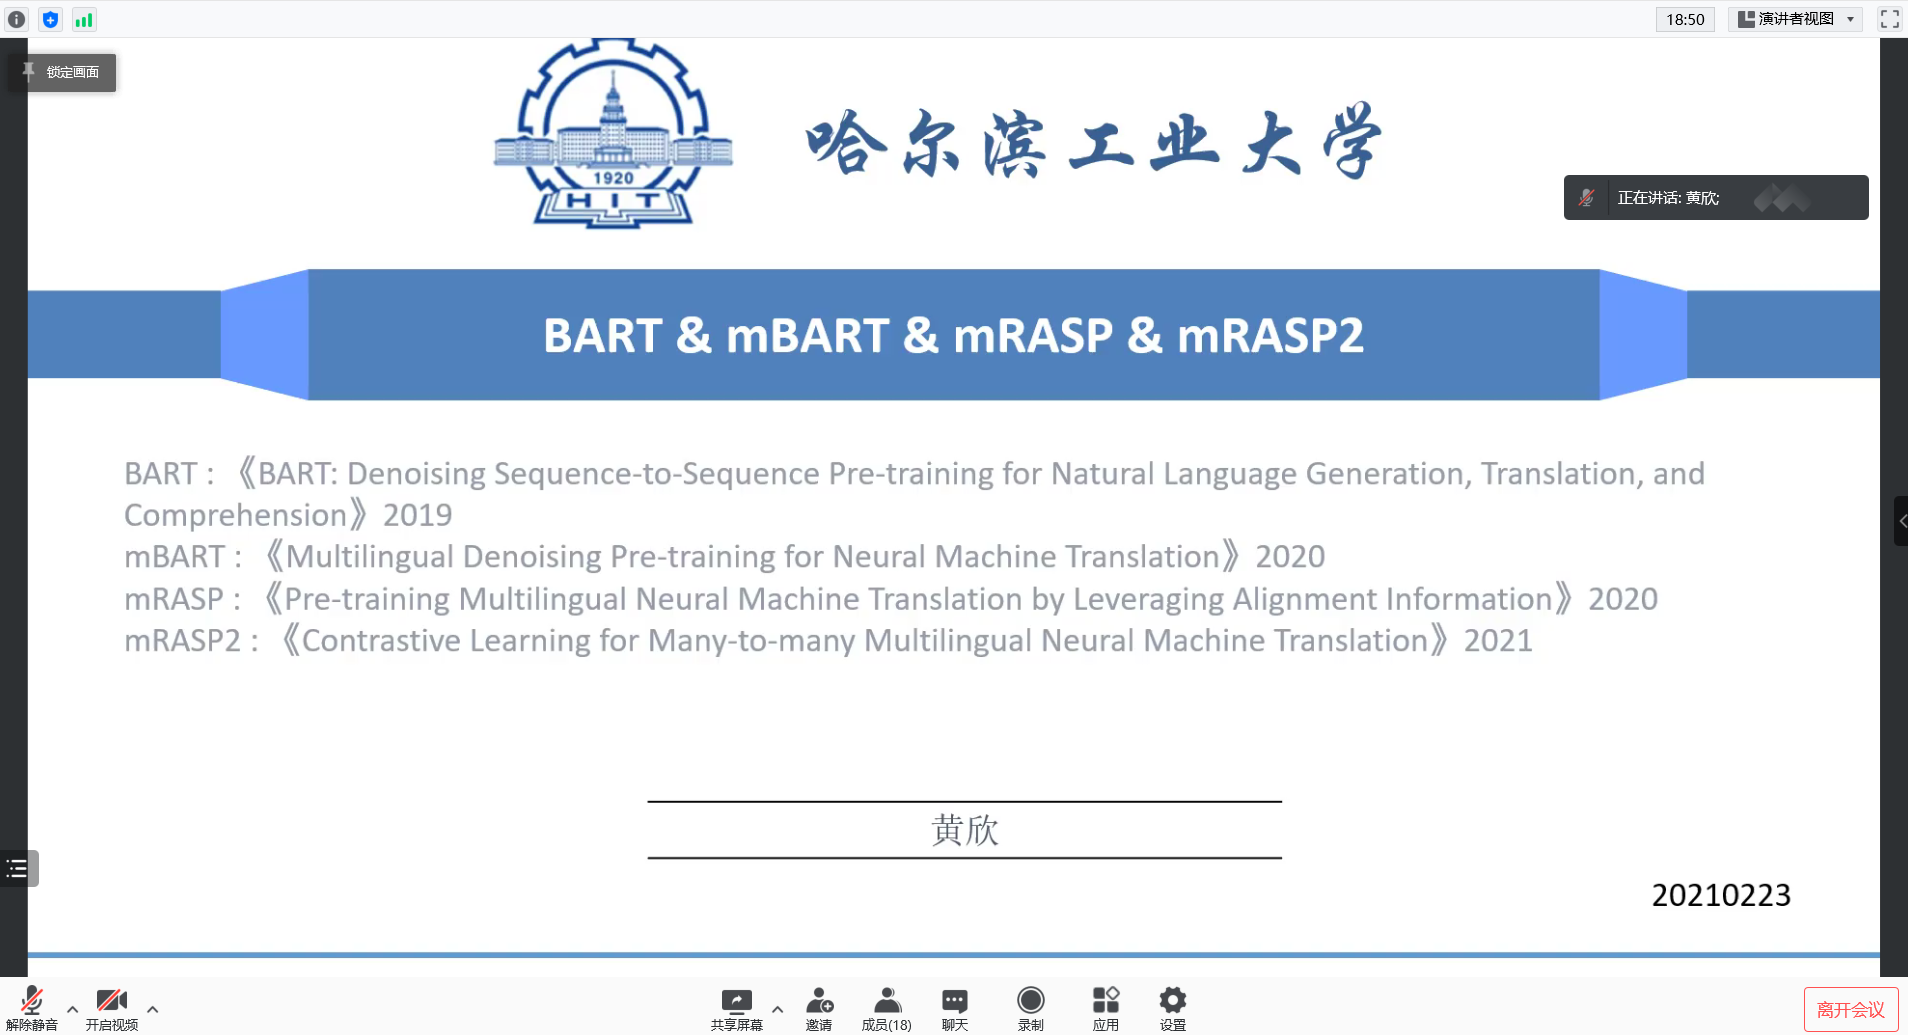 18:50
演讲者视图
锁定画面
1920
HIT
哈尔滨工业大学
正在讲话: 黄欣;
BART & mBART & mRASP & mRASP2
BART：《BART: Denoising Sequence-to-Sequence Pre-training for Natural Language Generation, Translation, and
Comprehension》2019
mBART：《Multilingual Denoising Pre-training for Neural Machine Translation》2020
mRASP：《Pre-training Multilingual Neural Machine Translation by Leveraging Alignment Information》2020
mRASP2：《Contrastive Learning for Many-to-many Multilingual Neural Machine Translation》2021
黄欣
20210223
解除静音
开启视频
共享屏幕
邀请
成员(18)
聊天
录制
应用
设置
离开会议